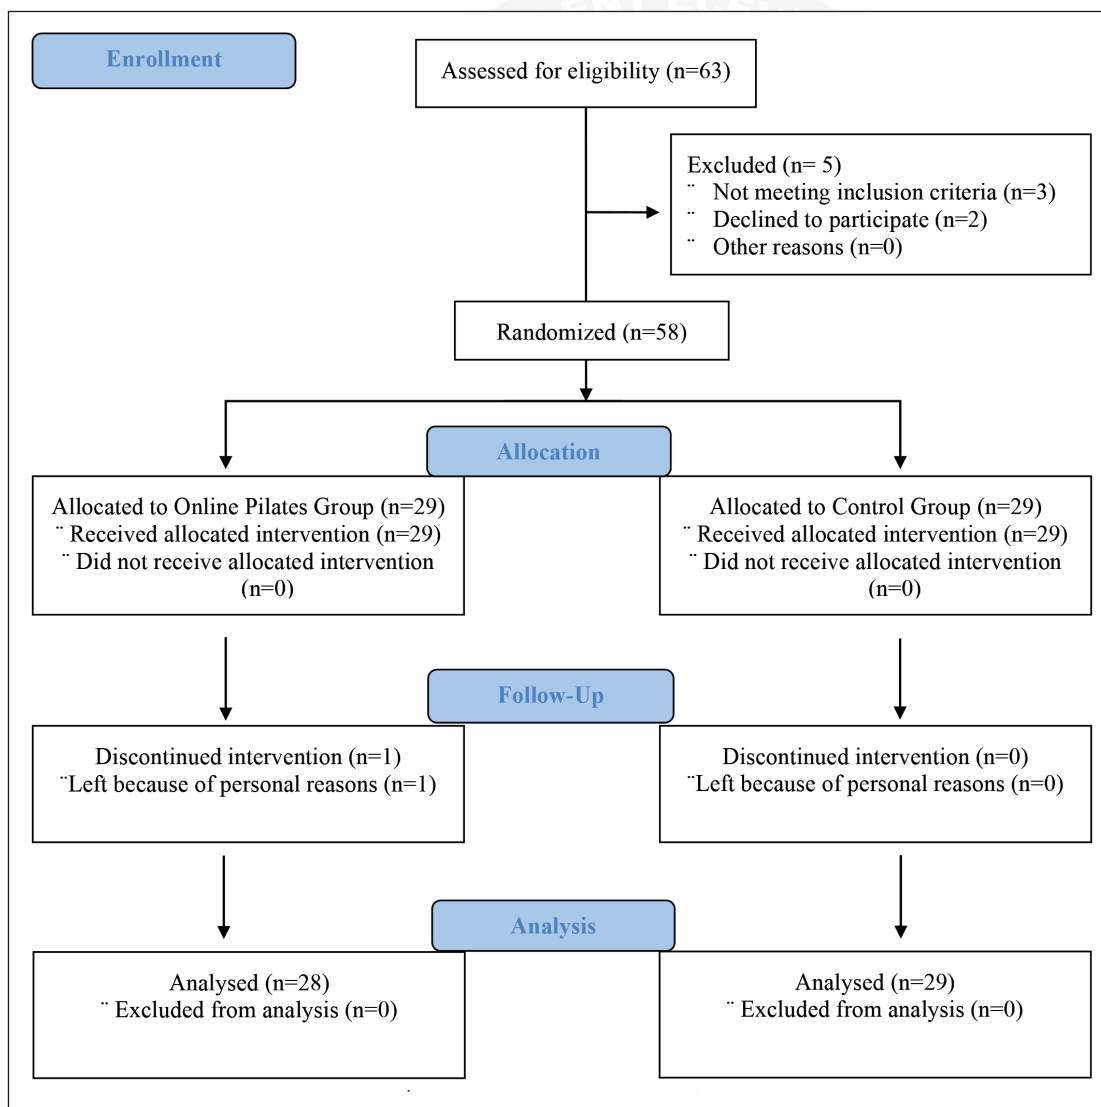 Enrollment
Assessed for eligibility (n=63)
Excluded (n= 5)
¨ Not meeting inclusion criteria (n=3)
¨ Declined to participate (n=2)
¨ Other reasons (n=0)
Randomized (n=58)
Allocation
Allocated to Online Pilates Group (n=29)
¨ Received allocated intervention (n=29)
¨ Did not receive allocated intervention
(n=0)
Allocated to Control Group (n=29)
¨ Received allocated intervention (n=29)
¨ Did not receive allocated intervention
(n=0)
Follow-Up
Discontinued intervention (n=1)
¨Left because of personal reasons (n=1)
Discontinued intervention (n=0)
¨Left because of personal reasons (n=0)
Analysis
Analysed (n=28)
¨ Excluded from analysis (n=0)
Analysed (n=29)
¨ Excluded from analysis (n=0)